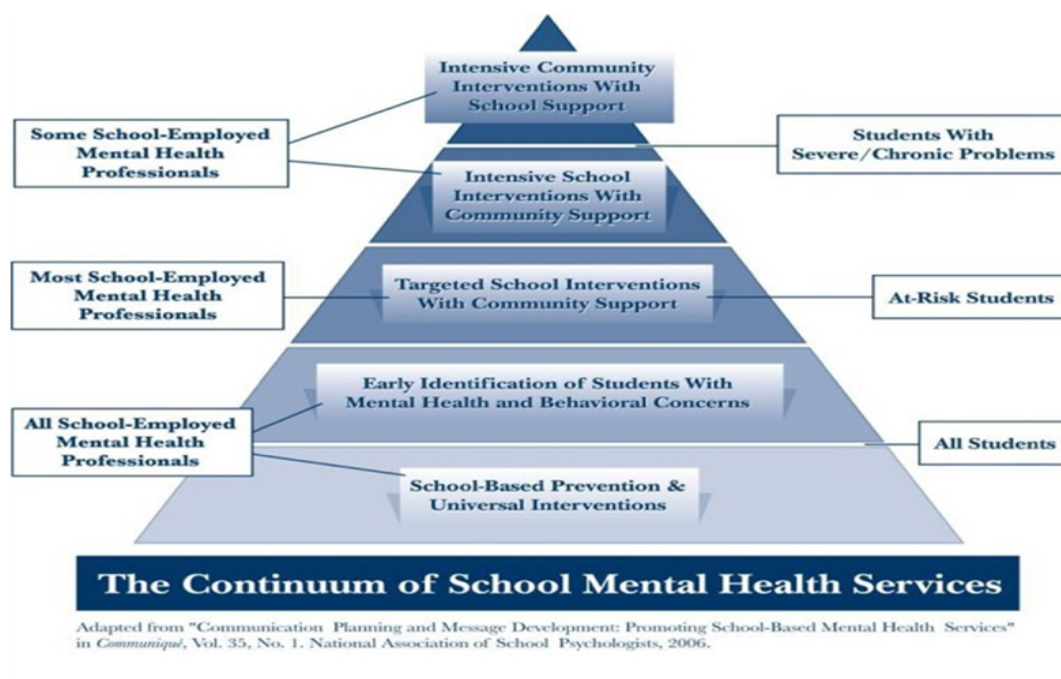 Intensive Community
Interventions With
School Support
Some School-Employed
Mental Health
Professionals
Students With
Severe/Chronic Problems
Intensive School
Interventions With
Community Support
Most School-Employed
Mental Health
Professionals
Targeted School Interventions
With Community Support
At-Risk Students
Early Identification of Students With
Mental Health and Behavioral Concerns
All School-Employed
Mental Health
Professionals
All Students
School-Based Prevention &
Universal Interventions
The Continuum of School Mental Health Services
Adapted from "Communication Planning and Message Development: Promoting School-Based Mental Health Services"
in Communiqué, Vol. 35, No. 1. National Association of School Psychologists, 2006.